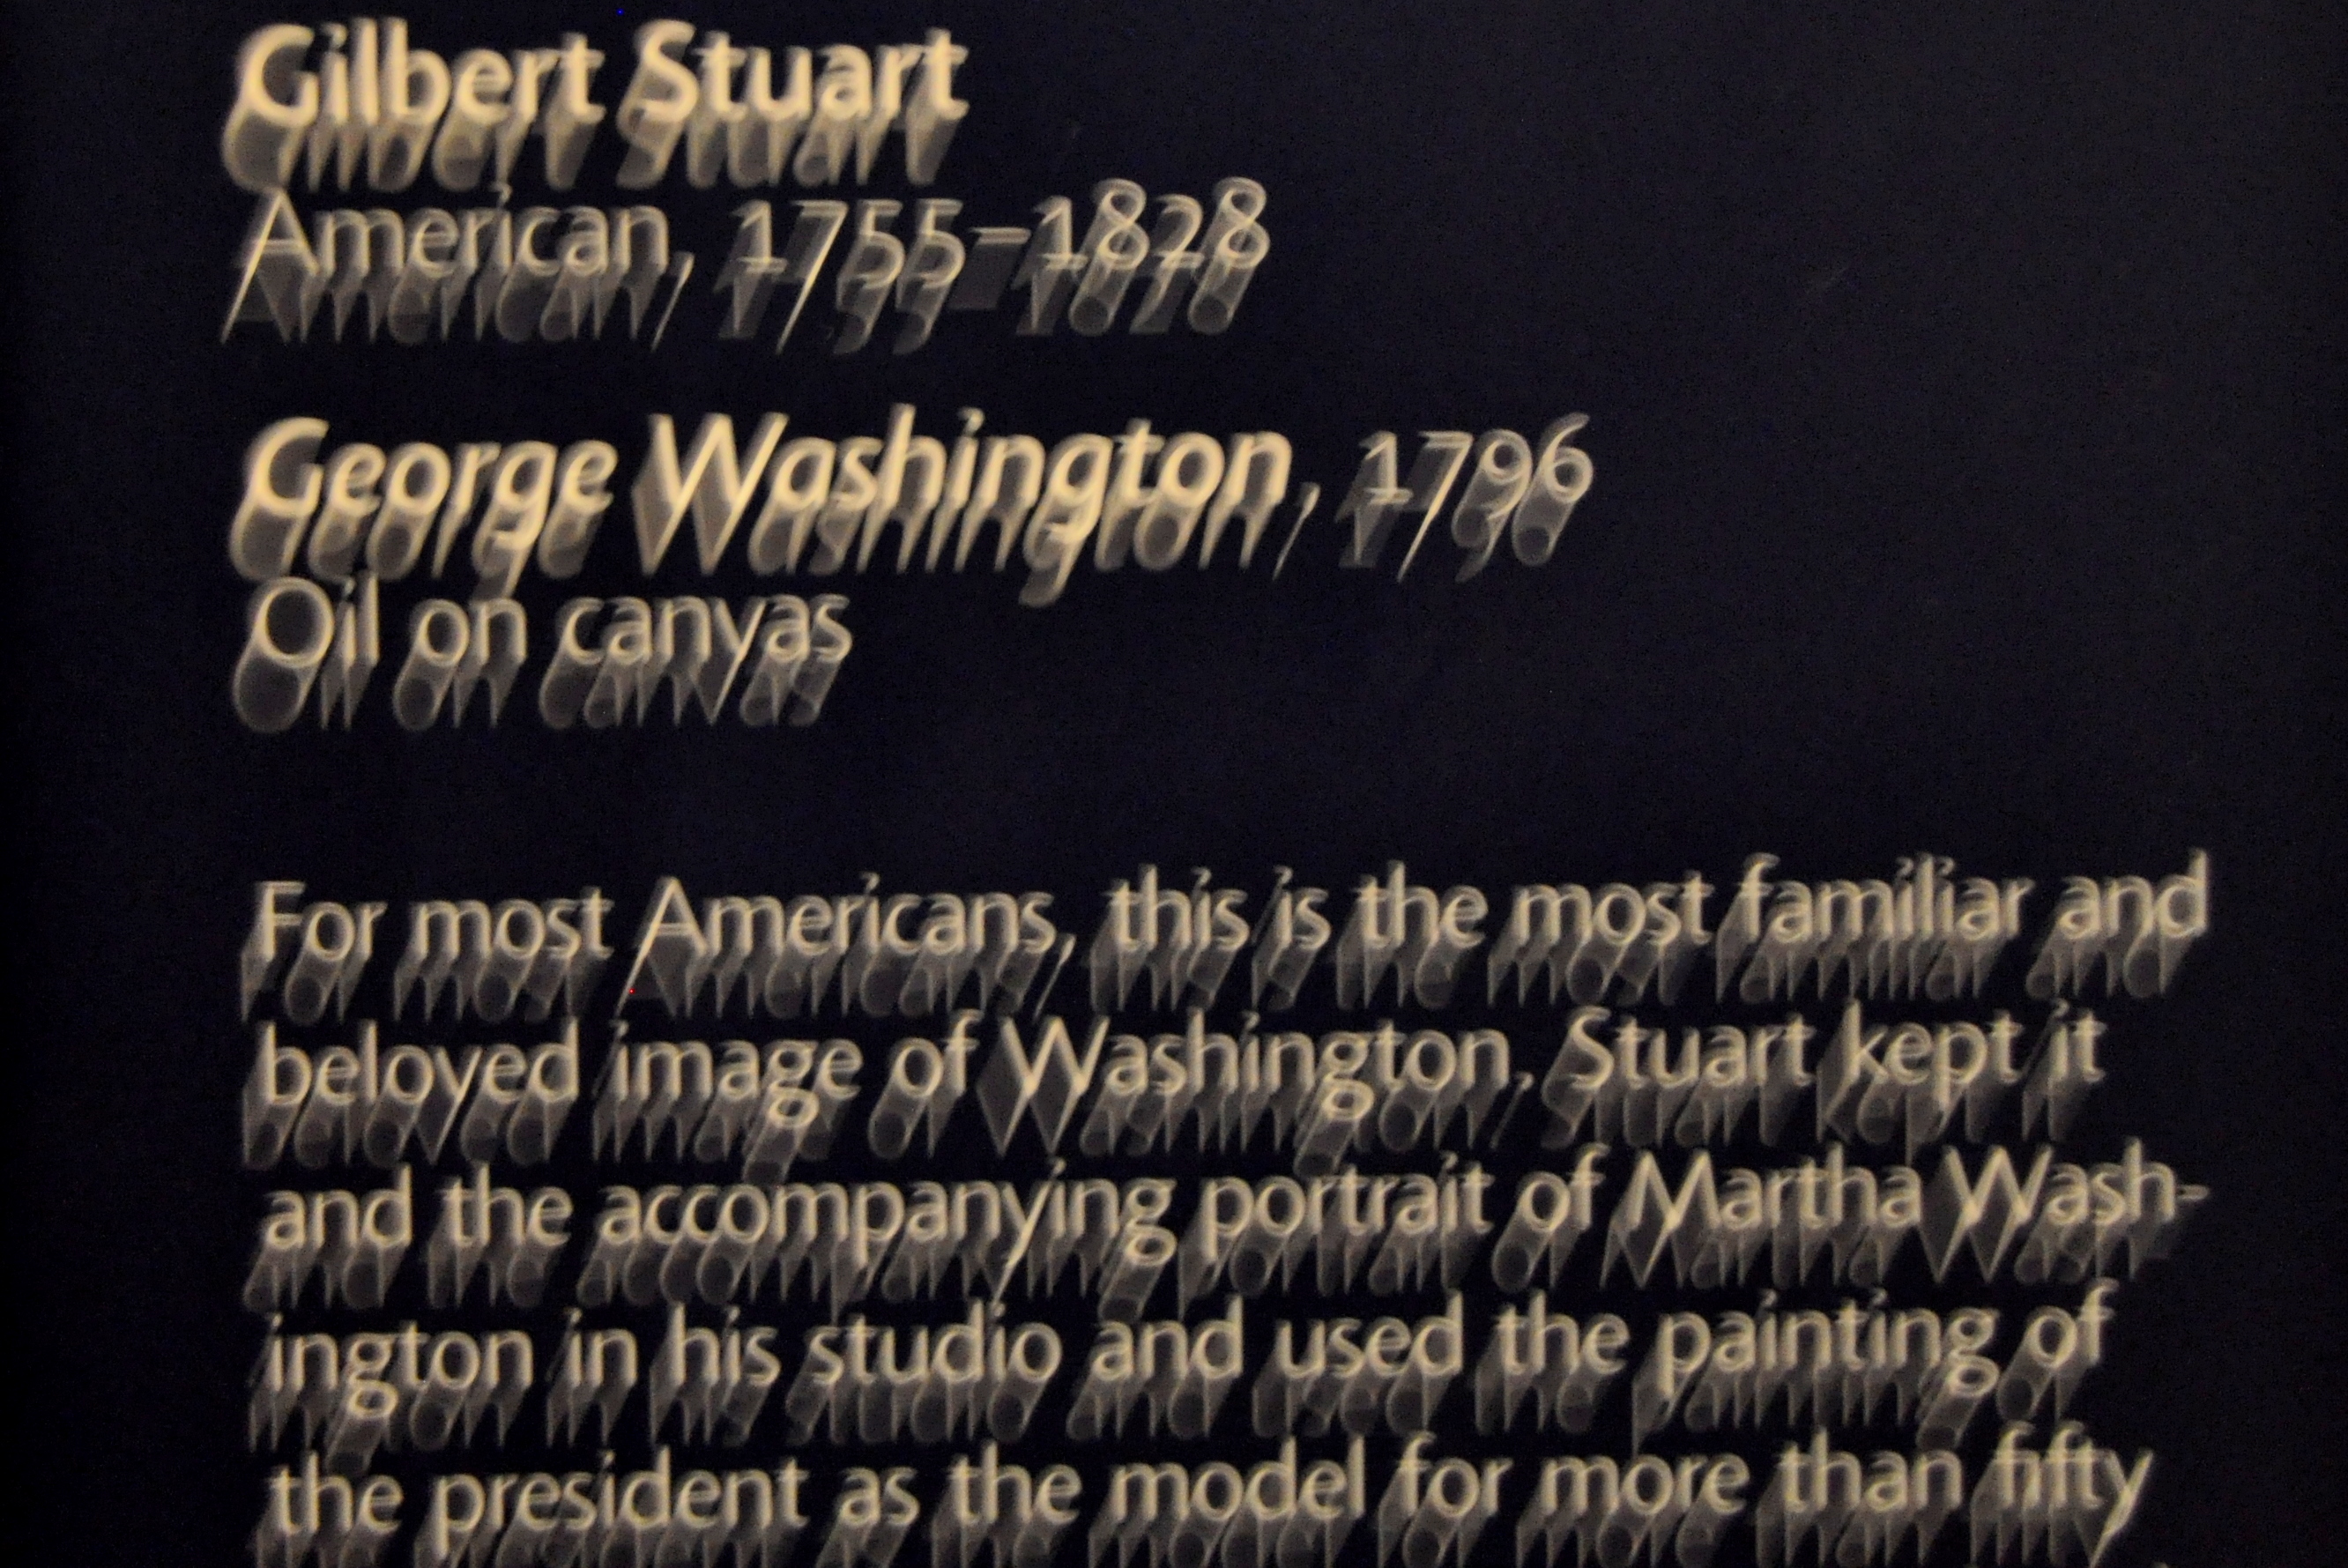 Gilbert Stuart
American, 1755–1828
George Washington, 1796
Oil on canvas
For most Americans, this is the most familiar and
beloved image of Washington. Stuart kept it
and the accompanying portrait of Martha Wash-
ington in his studio and used the painting of
the president as the model for more than fifty